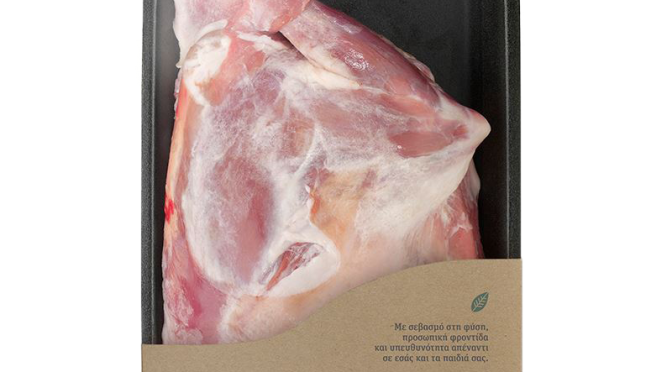 Με σεβασμό στη φύση,
προσωπική φροντίδα
και υπευθυνότητα απέναντι
σε εσάς και τα παιδιά σας.